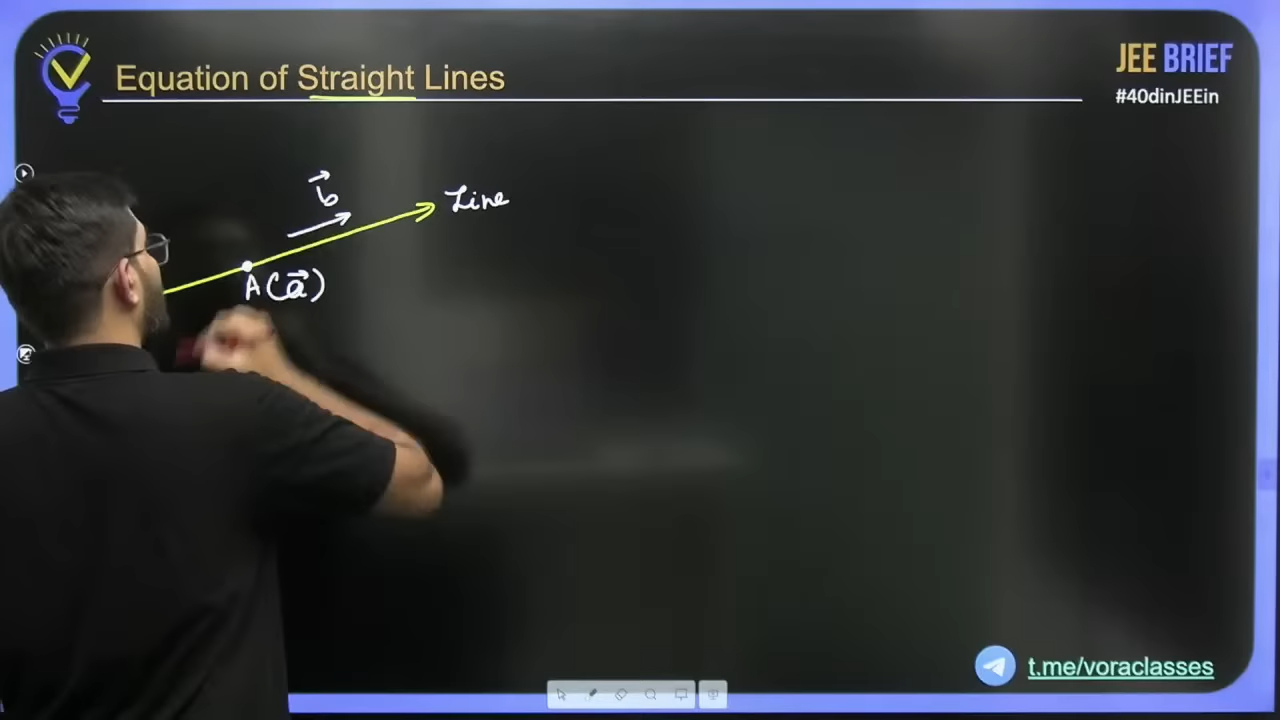 Equation of Straight Lines
JEE BRIEF
#40dinJEEin
b⃗
Line
A(a⃗)
t.me/voraclasses